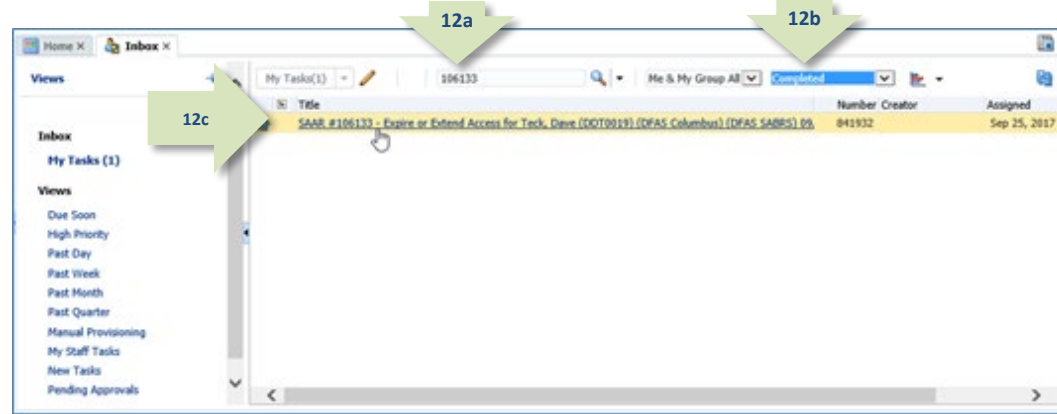 12a
12b
Home × Inbox ×
Views
My Tasks(1) 106133 Me & My Group All Completed
12c
Title Number Creator Assigned
SAAR #106133 - Expire or Extend Access for Teck, Dave (DDT0019) (DFAS Columbus) (DFAS SABRS) 09. 841932 Sep 25, 2017
Inbox
My Tasks (1)
Views
Due Soon
High Priority
Past Day
Past Week
Past Month
Past Quarter
Manual Provisioning
My Staff Tasks
New Tasks
Pending Approvals